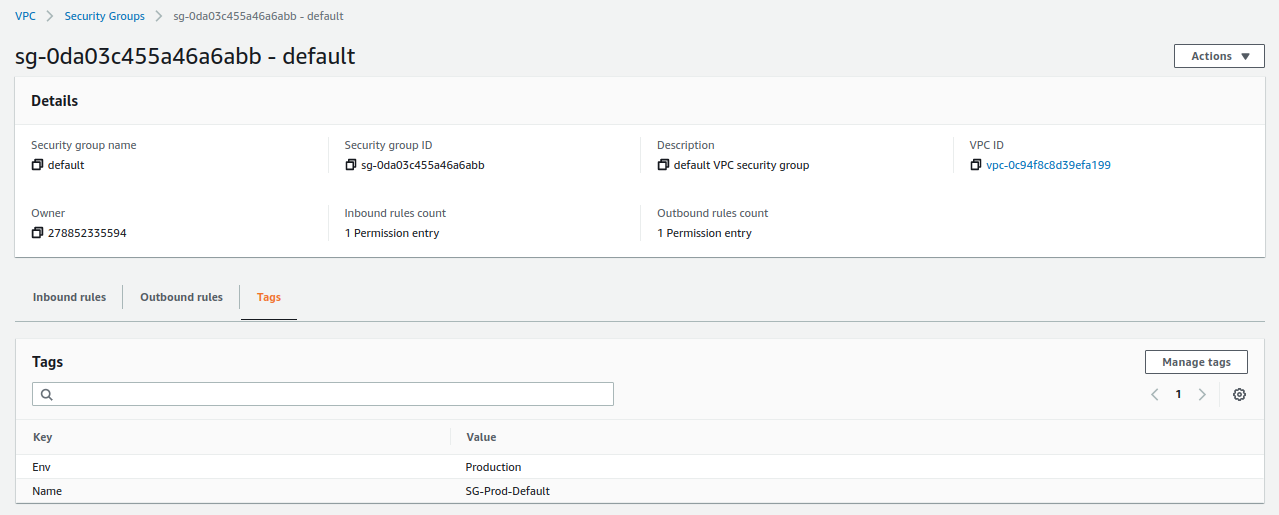 VPC > Security Groups > sg-0da03c455a46a6abb - default
sg-0da03c455a46a6abb - default
Actions
Details
Security group name
default
Security group ID
sg-0da03c455a46a6abb
Description
default VPC security group
VPC ID
vpc-0c94f8c8d39efa199
Owner
278852335594
Inbound rules count
1 Permission entry
Outbound rules count
1 Permission entry
Inbound rules Outbound rules Tags
Tags
Manage tags
1
Key Value
Env Production
Name SG-Prod-Default